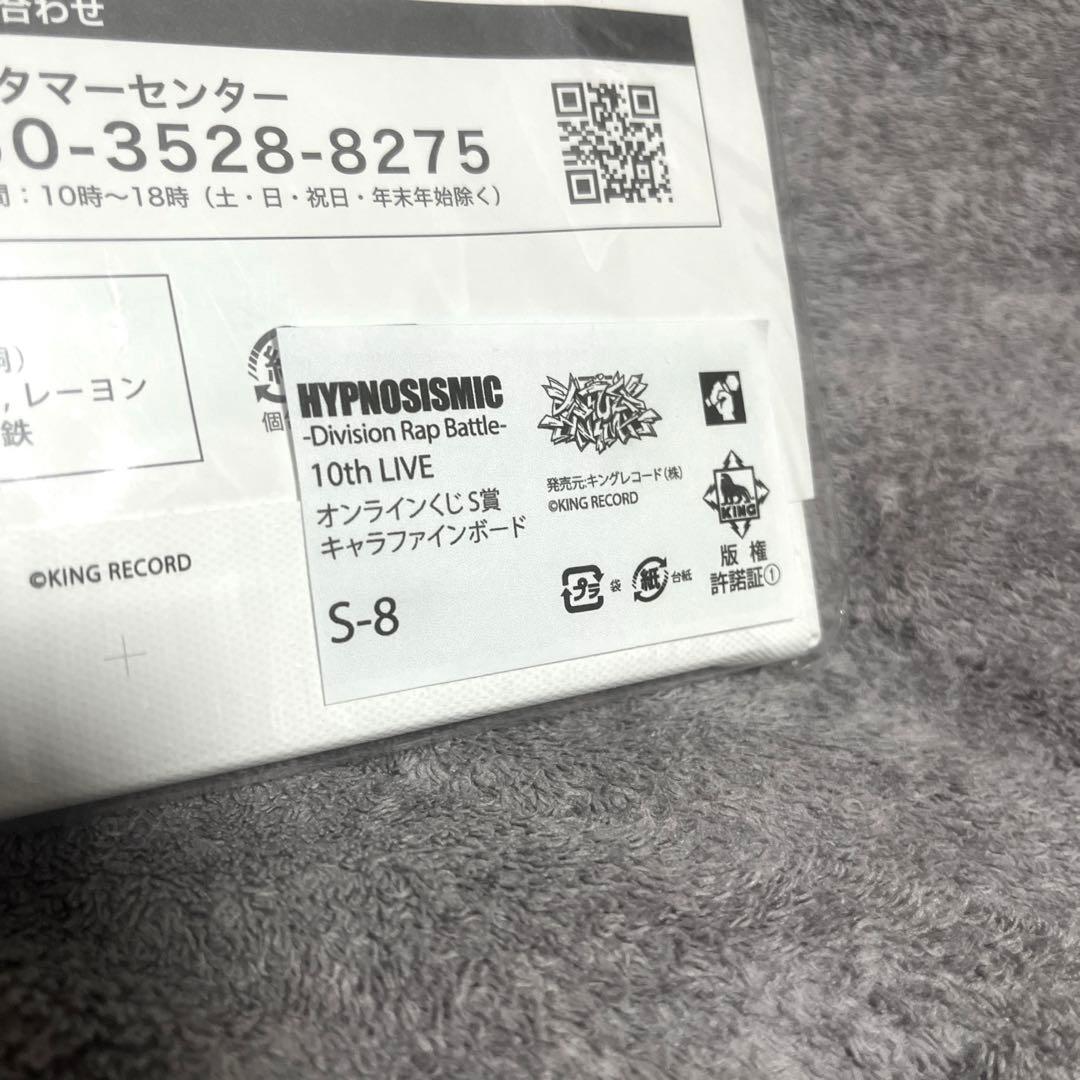 合わせ
タマーセンター
0-3528-8275
間：10時～18時（土・日・祝日・年末年始除く）
）
, レーヨン
鉄
個
©KING RECORD
HYPNOSISMIC
-Division Rap Battle-
10th LIVE
オンラインくじ S賞
キャラファインボード
S-8
発売元:キングレコード（株）
©KING RECORD
KING
版権
許諾証①
プラ
袋
紙
台紙